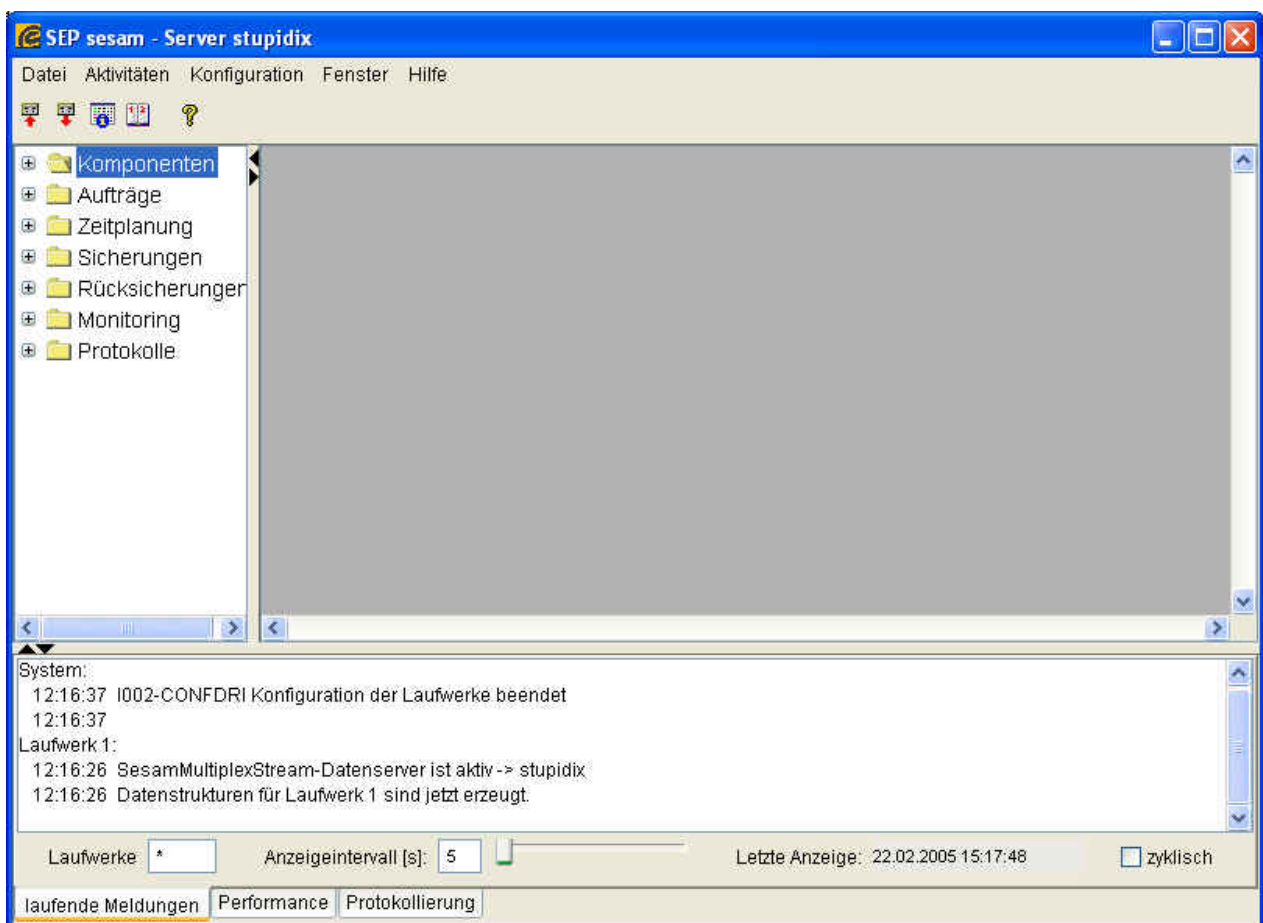 SEP sesam - Server stupidix
Datei Aktivitäten Konfiguration Fenster Hilfe
Komponenten
Aufträge
Zeitplanung
Sicherungen
Rücksicherungen
Monitoring
Protokolle
System:
12:16:37 I002-CONFDRI Konfiguration der Laufwerke beendet
12:16:37
Laufwerk 1:
12:16:26 SesamMultiplexStream-Datenserver ist aktiv -> stupidix
12:16:26 Datenstrukturen für Laufwerk 1 sind jetzt erzeugt.
Laufwerke * Anzeigeintervall [s]: 5 Letzte Anzeige: 22.02.2005 15:17:48 zyklisch
laufende Meldungen Performance Protokollierung